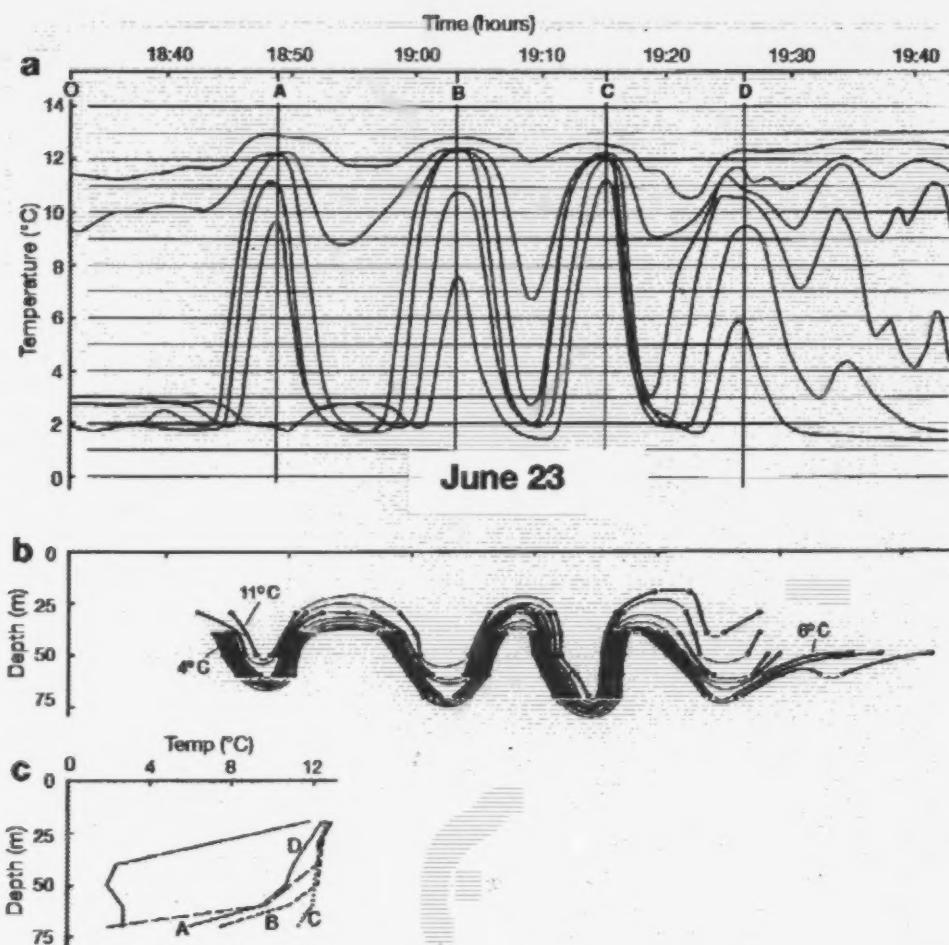 Time (hours)
18:40 18:50 19:00 19:10 19:20 19:30 19:40
a
O A B C D
14
12
10
8
6
4
2
0
Temperature (°C)
June 23
b
0
25
50
75
Depth (m)
11°C
4°C
6°C
Temp (°C)
c
0 4 8 12
0
25
50
75
Depth (m)
D
A B C